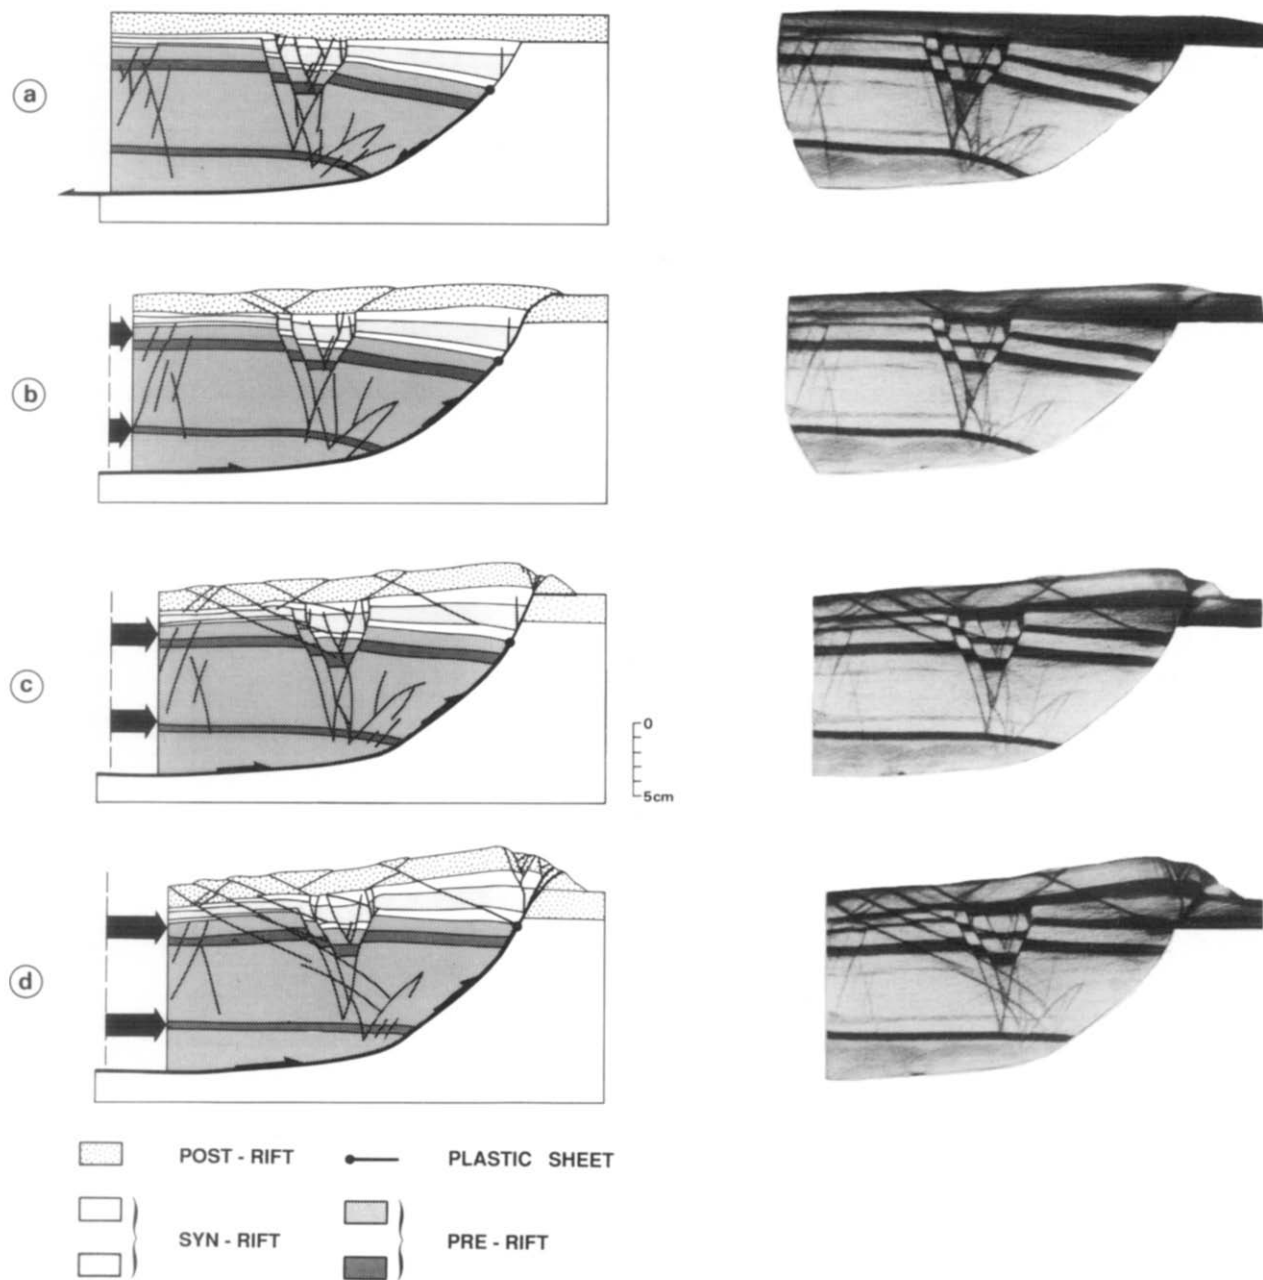 a
b
c
0
5cm
d
POST - RIFT
PLASTIC SHEET
SYN - RIFT
PRE - RIFT